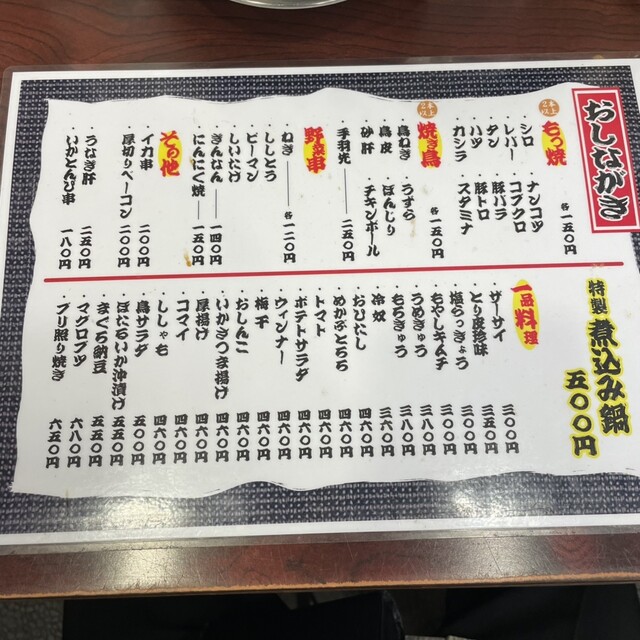 おしながき
もつ焼
各一五〇円
・シロ
・レバー
・タン
・ハツ
・カシラ
・ナンコツ
・コブクロ
・豚バラ
・豚トロ
・スタミナ
焼き鳥
各一五〇円
・鳥ねぎ
・鳥皮
・砂肝
・うずら
・ぼんじり
・チキンボール
・手羽先 二五〇円
野菜串
・ねぎ 各一二〇円
・ししとう
・ピーマン
・しいたけ
・ぎんなん 一四〇円
・にんにく焼 一五〇円
その他
・イカ串 二〇〇円
・厚切りベーコン 二〇〇円
・うなぎ肝 二五〇円
・いかとんび串 一八〇円
特製 煮込み鍋 五〇〇円
一品料理
・ザーサイ 三〇〇円
・とり皮珍味 三五〇円
・塩らっきょう 三〇〇円
・もやしキムチ 三八〇円
・うめきゅう 三八〇円
・もろきゅう 三八〇円
・冷奴 三六〇円
・おひたし 四六〇円
・めかぶとろろ 四六〇円
・トマト 四六〇円
・ポテトサラダ 四六〇円
・ウィンナー 四六〇円
・梅干 四六〇円
・おしんこ 四六〇円
・いかさつま揚げ 四六〇円
・厚揚げ 四六〇円
・コマイ 四六〇円
・ししゃも 四六〇円
・鳥サラダ 五〇〇円
・ほたるいか沖漬け 五五〇円
・まぐろ納豆 五五〇円
・マグロブツ 六八〇円
・ブリ照り焼き 六五〇円